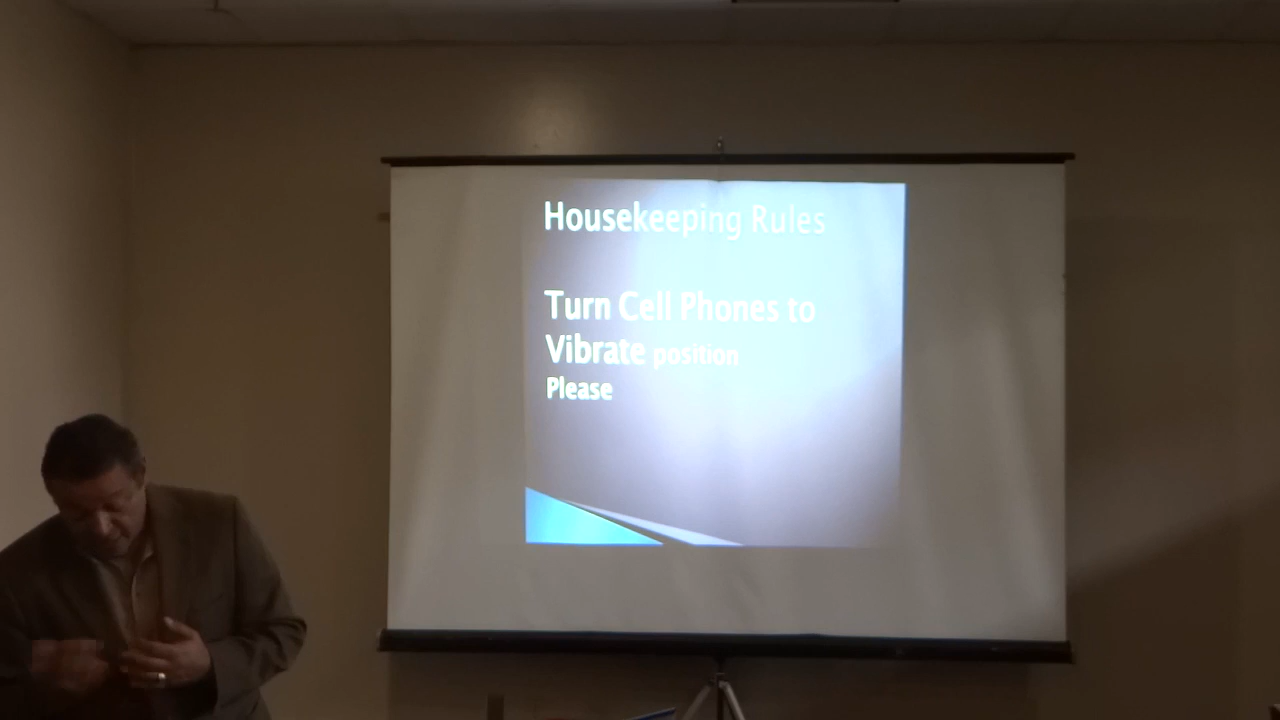 Housekeeping Rules
Turn Cell Phones to
Vibrate position
Please